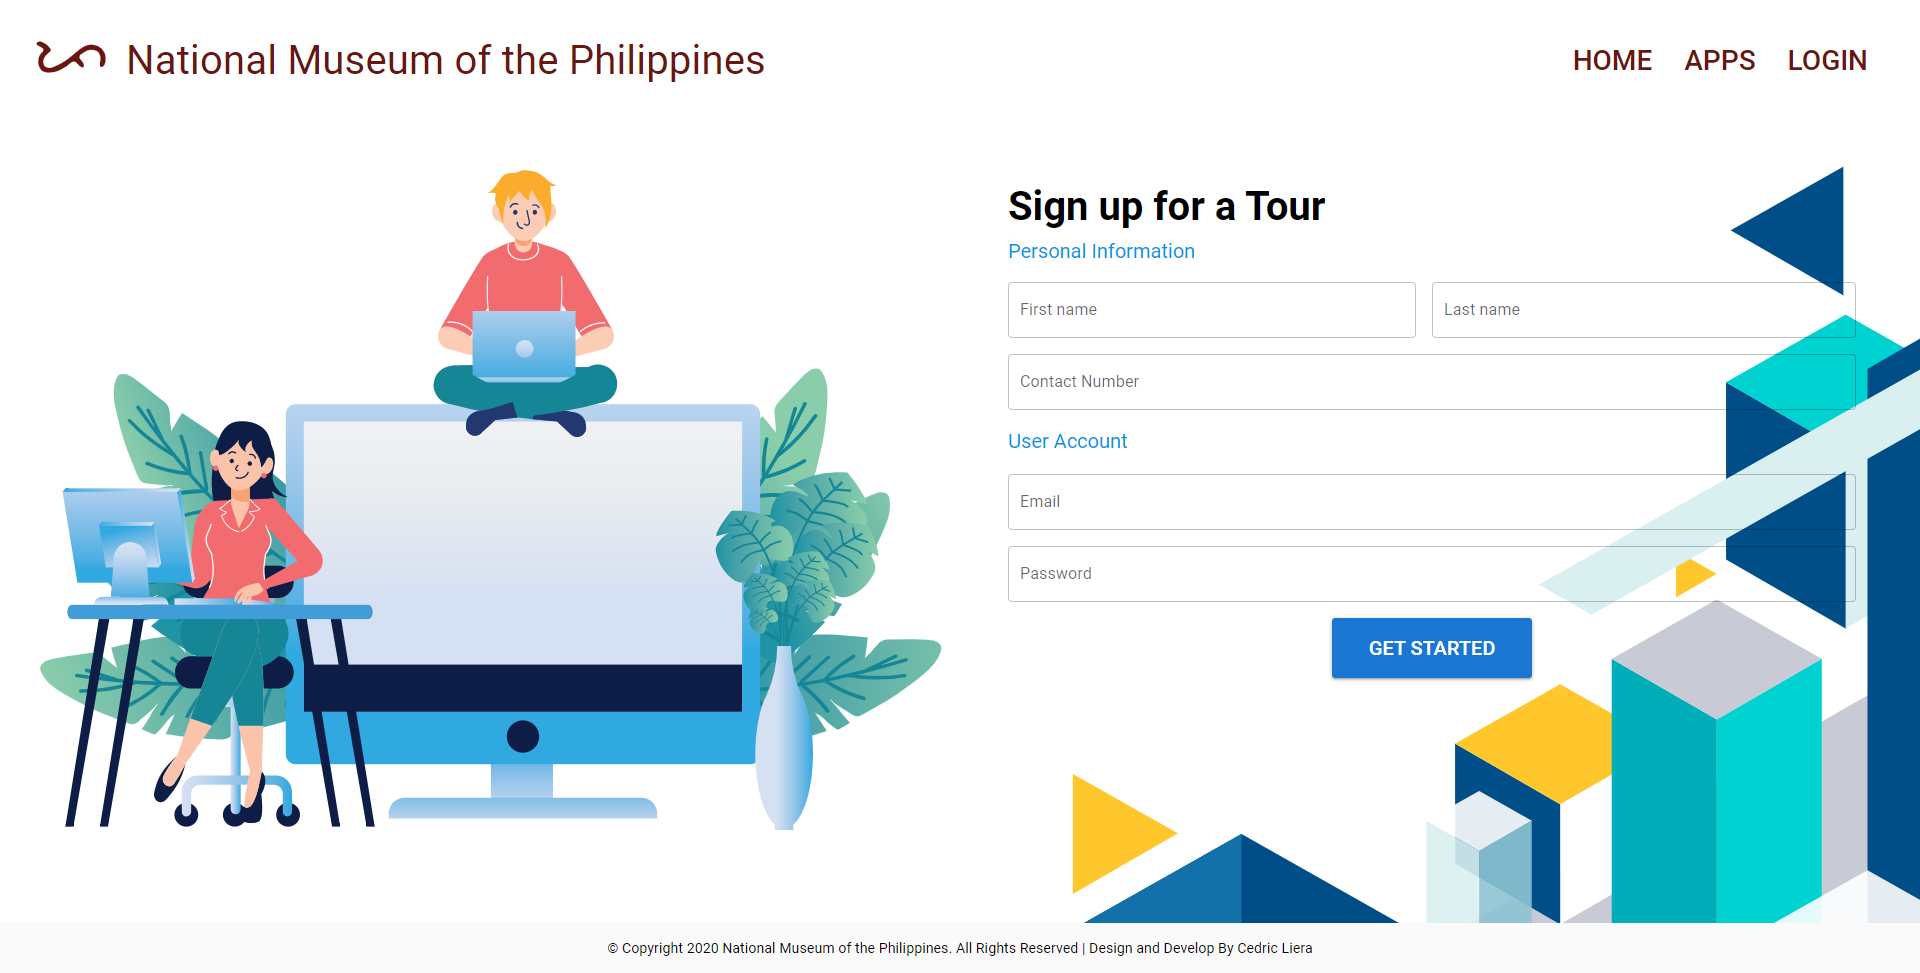 National Museum of the Philippines
HOME APPS LOGIN
Sign up for a Tour
Personal Information
First name
Last name
Contact Number
User Account
Email
Password
GET STARTED
© Copyright 2020 National Museum of the Philippines. All Rights Reserved | Design and Develop By Cedric Liera